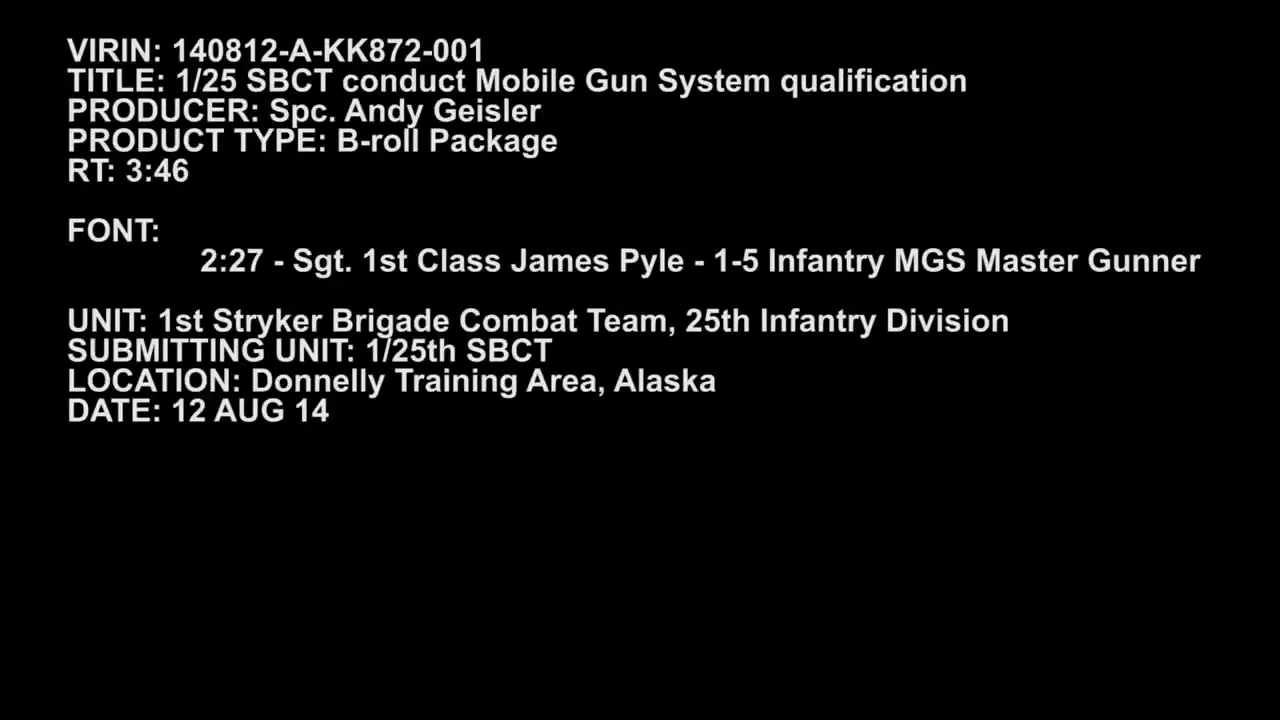 VIRIN: 140812-A-KK872-001
TITLE: 1/25 SBCT conduct Mobile Gun System qualification
PRODUCER: Spc. Andy Geisler
PRODUCT TYPE: B-roll Package
RT: 3:46
FONT:
2:27 - Sgt. 1st Class James Pyle - 1-5 Infantry MGS Master Gunner
UNIT: 1st Stryker Brigade Combat Team, 25th Infantry Division
SUBMITTING UNIT: 1/25th SBCT
LOCATION: Donnelly Training Area, Alaska
DATE: 12 AUG 14